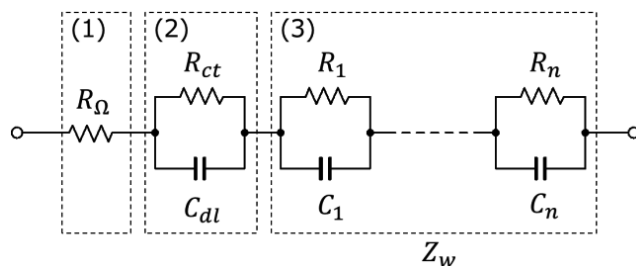 (1) (2) (3)
R_Ω R_ct R_1 R_n
C_dl C_1 C_n
Z_w